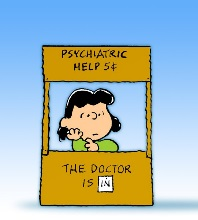 PSYCHIATRIC
HELP 5¢
THE DOCTOR
IS IN